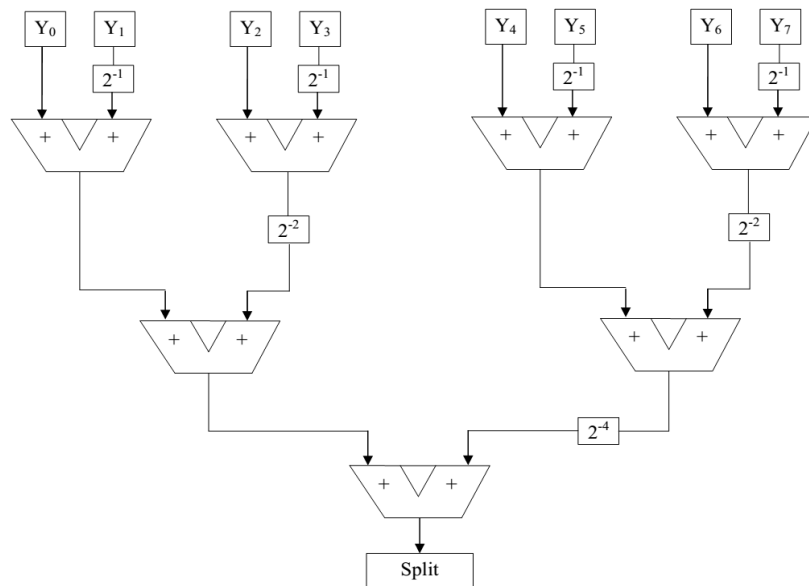 Y₀ Y₁ Y₂ Y₃ Y₄ Y₅ Y₆ Y₇
2⁻¹ 2⁻¹ 2⁻¹ 2⁻¹
+ + + + + + + +
2⁻² 2⁻²
+ + + +
2⁻⁴
+ +
Split